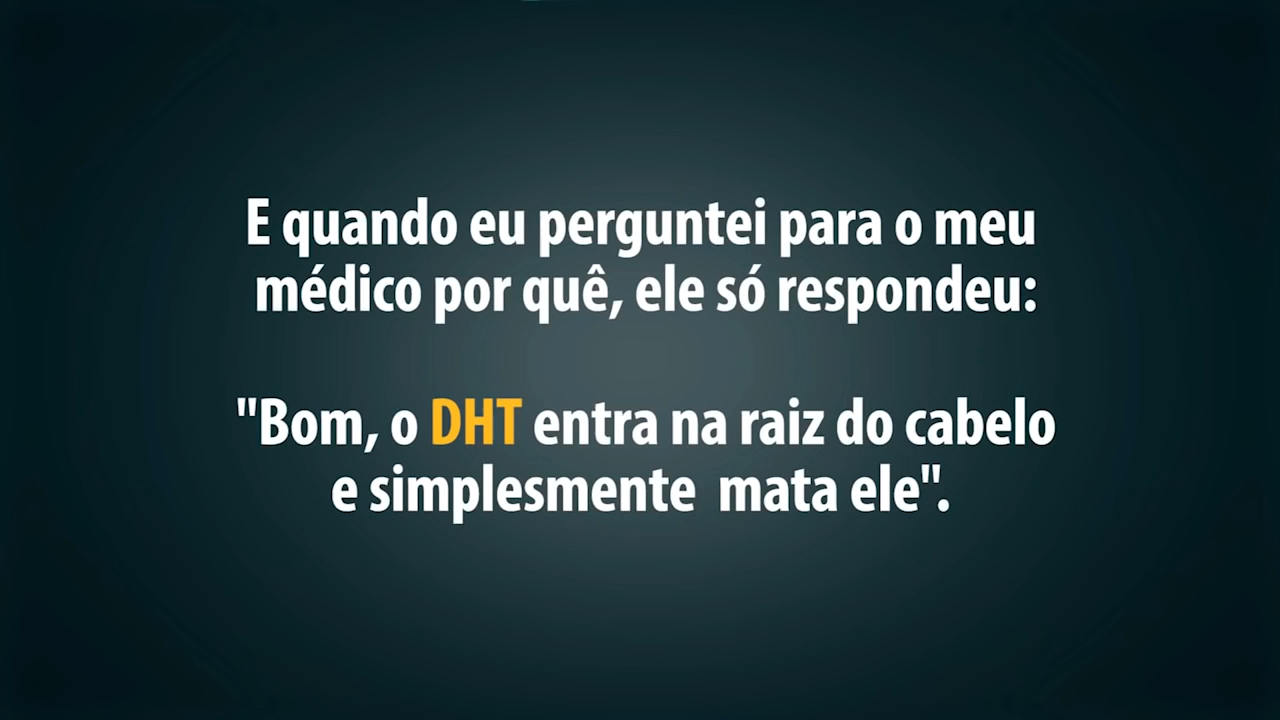 E quando eu perguntei para o meu
médico por quê, ele só respondeu:
"Bom, o DHT entra na raiz do cabelo
e simplesmente  mata ele".